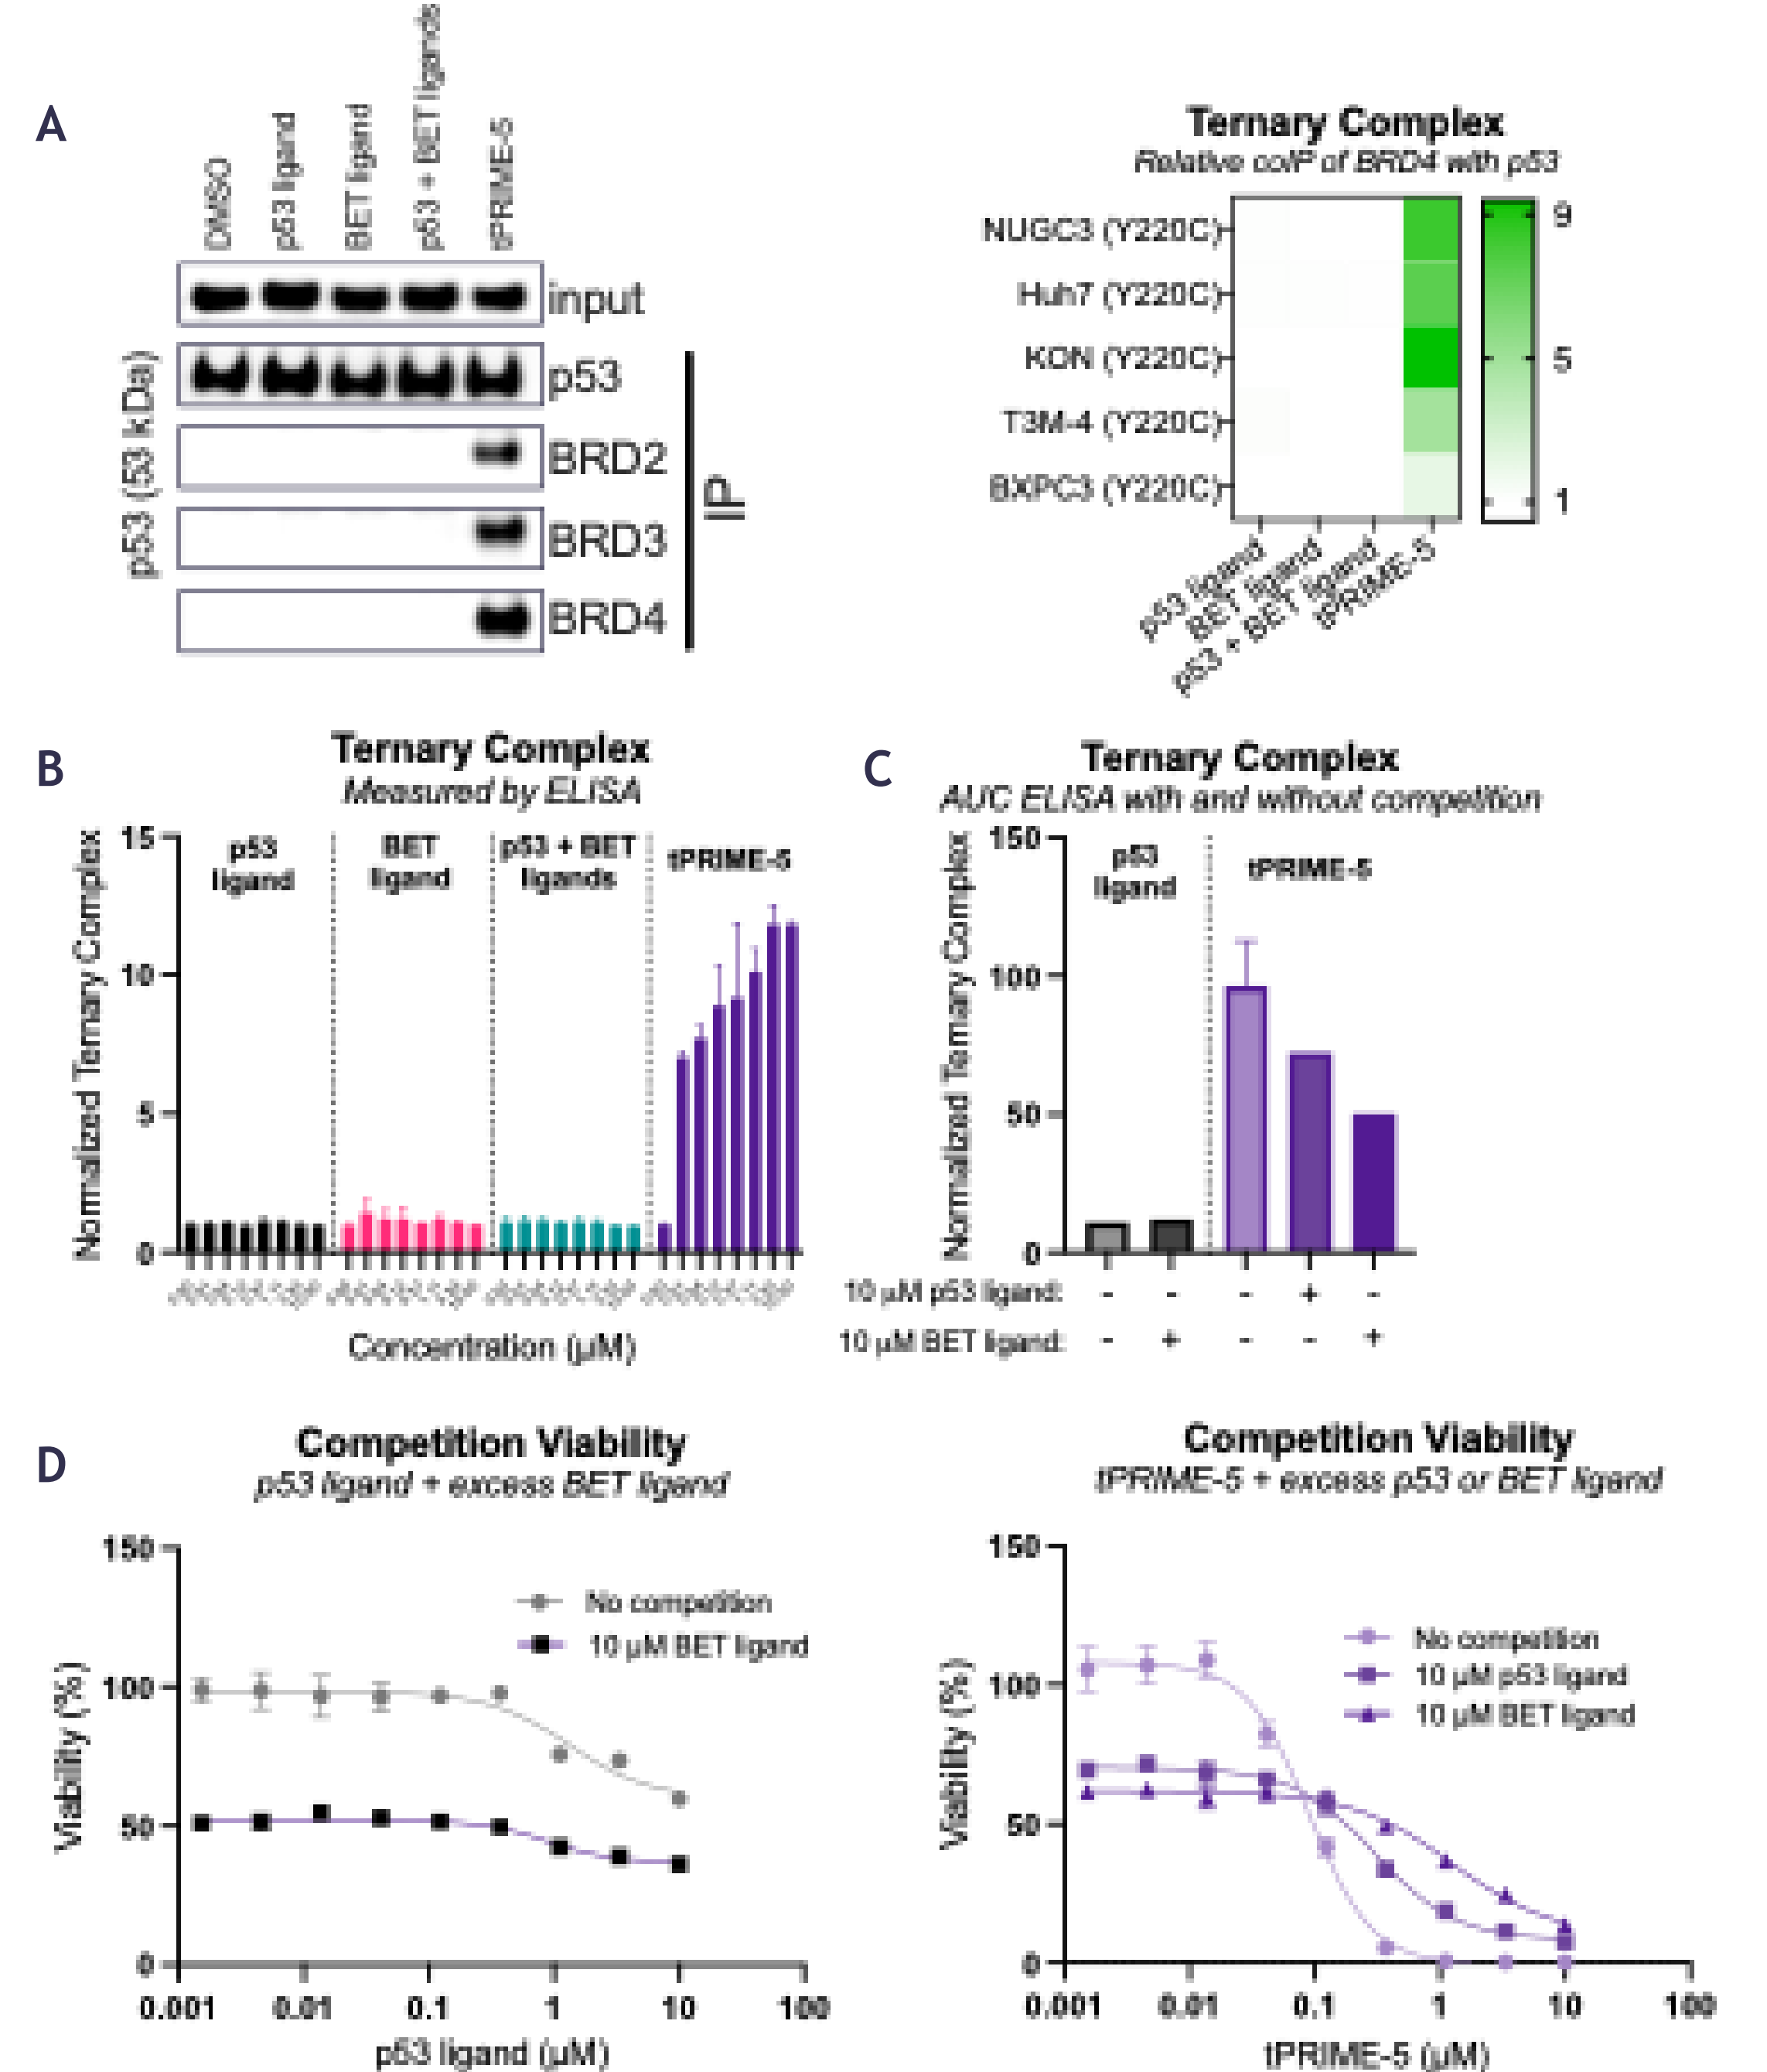 A
DMSO
p53 ligand
BET ligand
p53 + BET ligands
tPRIME-5
input
p53
BRD2
BRD3
BRD4
p53 (53 kDa)
IP
Ternary Complex
Relative coIP of BRD4 with p53
NUGC3 (Y220C)
Huh7 (Y220C)
KON (Y220C)
T3M-4 (Y220C)
BXPC3 (Y220C)
9
5
1
p53 ligand
BET ligand
p53 + BET ligand
tPRIME-5
B
Ternary Complex
Measured by ELISA
Normalized Ternary Complex
15
10
5
0
p53
ligand
BET
ligand
p53 + BET
ligands
tPRIME-5
Concentration (µM)
C
Ternary Complex
AUC ELISA with and without competition
Normalized Ternary Complex
150
100
50
0
p53
ligand
tPRIME-5
10 µM p53 ligand: - - - + -
10 µM BET ligand: - + - - +
D
Competition Viability
p53 ligand + excess BET ligand
Viability (%)
150
100
50
0
No competition
10 µM BET ligand
0.001 0.01 0.1 1 10 100
p53 ligand (µM)
Competition Viability
tPRIME-5 + excess p53 or BET ligand
Viability (%)
150
100
50
0
No competition
10 µM p53 ligand
10 µM BET ligand
0.001 0.01 0.1 1 10 100
tPRIME-5 (µM)